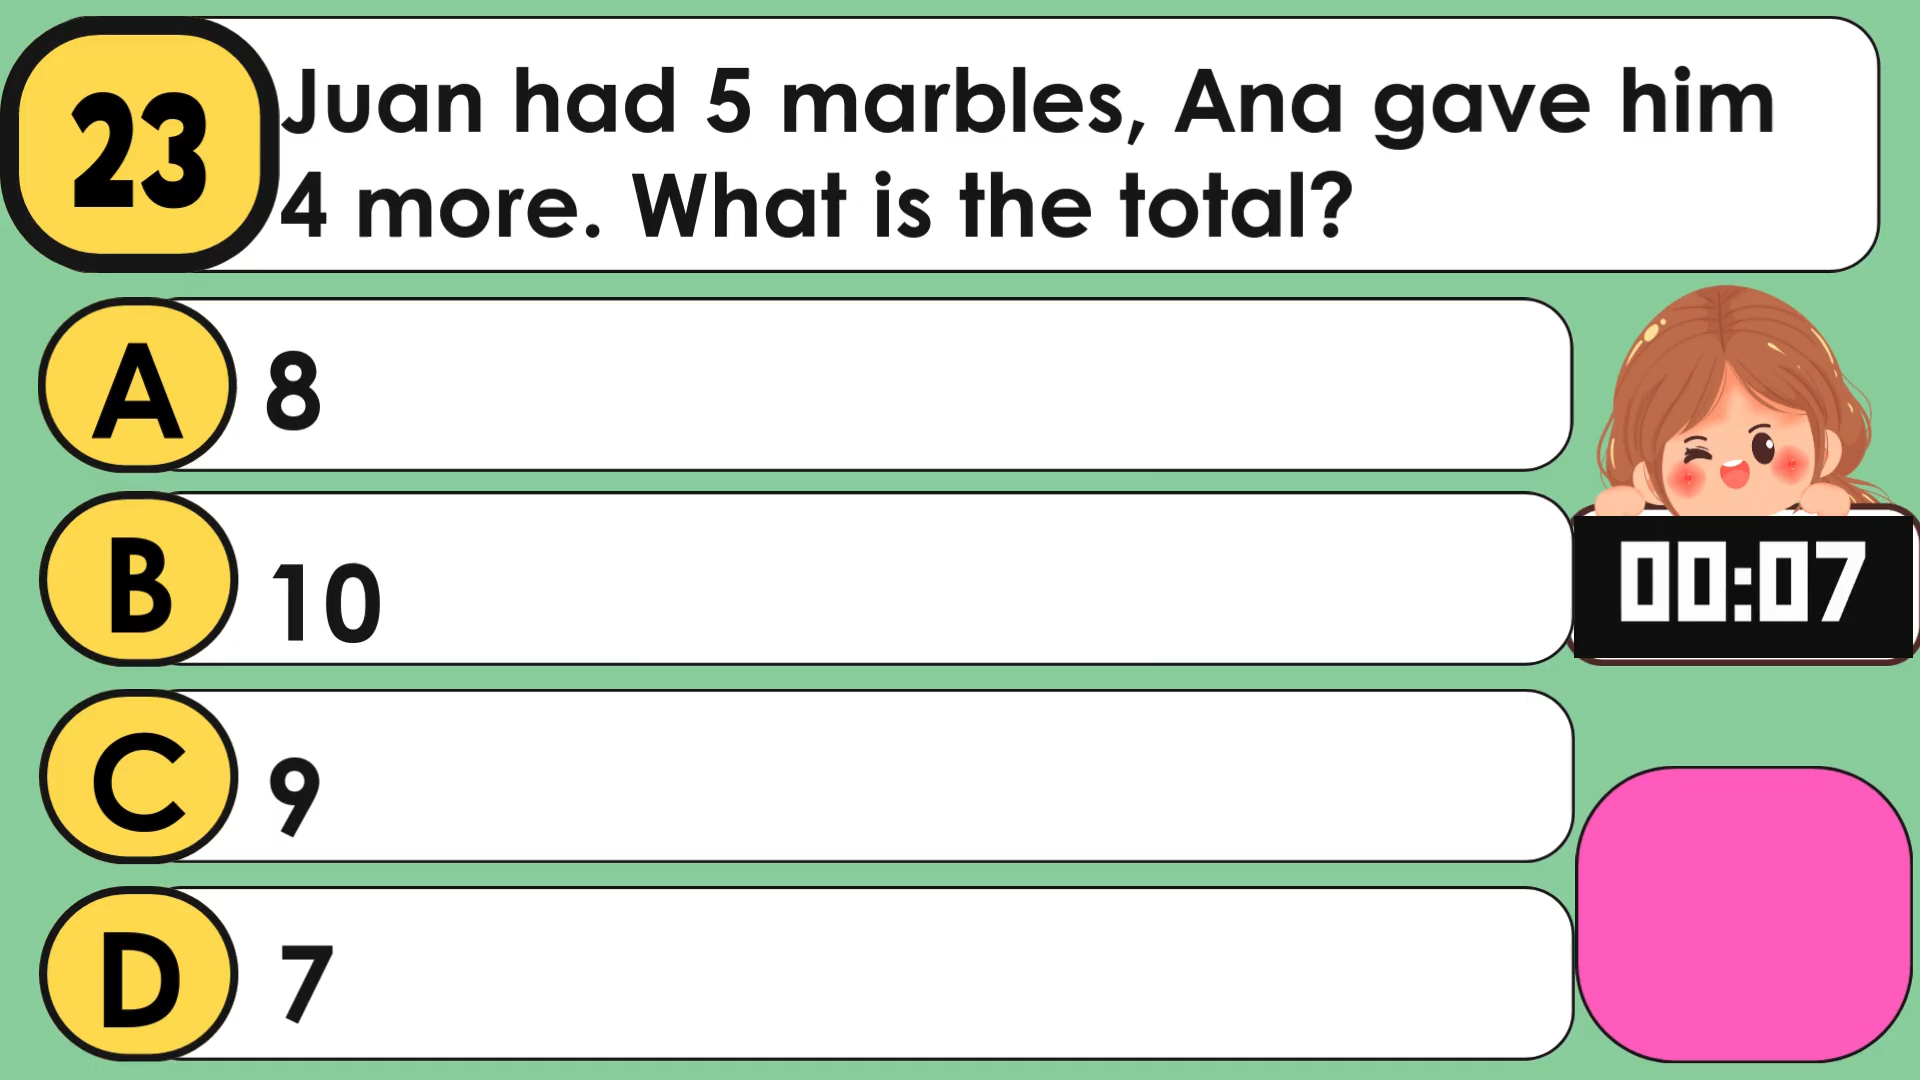 23
Juan had 5 marbles, Ana gave him
4 more. What is the total?
A
8
B
10
00:07
C
9
D
7